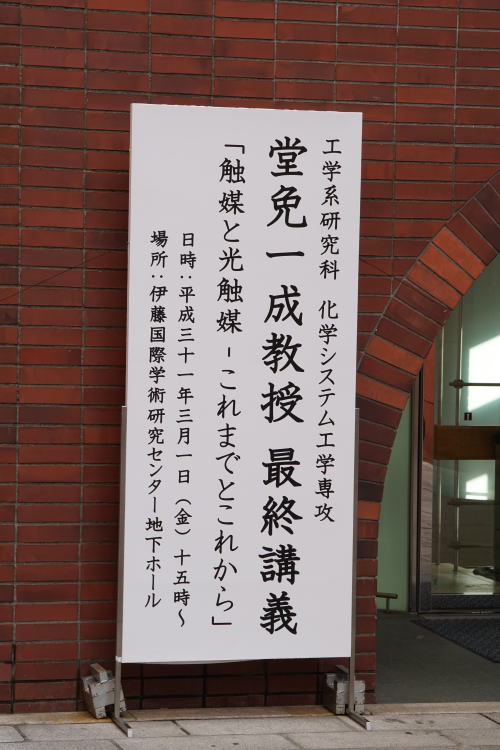 工学系研究科 化学システム工学専攻
堂免一成教授 最終講義
「触媒と光触媒 - これまでとこれから」
日時：平成三十一年三月一日（金）十五時～
場所：伊藤国際学術研究センター地下ホール